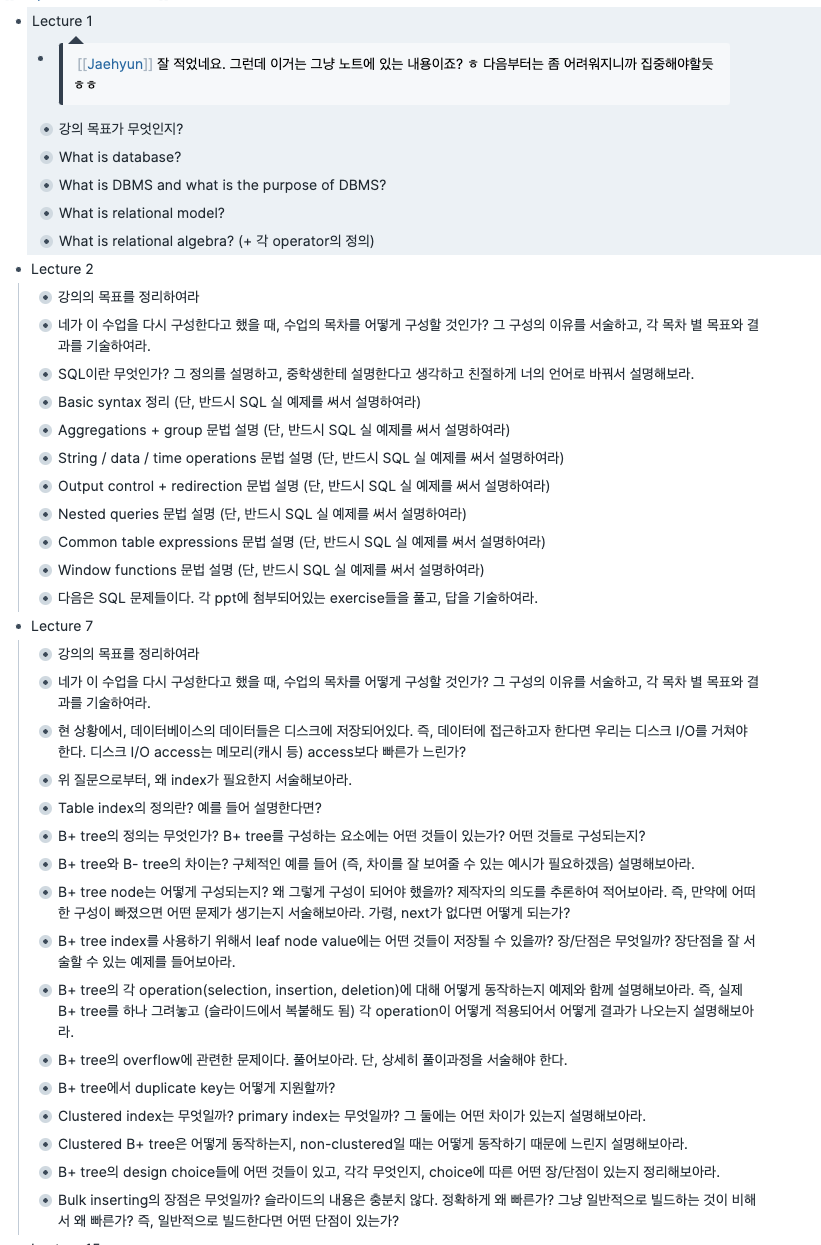 Lecture 1
[[Jaehyun]] 잘 적었네요. 그런데 이거는 그냥 노트에 있는 내용이죠? ㅎ 다음부터는 좀 어려워지니까 집중해야할듯
ㅎㅎ
강의 목표가 무엇인지?
What is database?
What is DBMS and what is the purpose of DBMS?
What is relational model?
What is relational algebra? (+ 각 operator의 정의)
Lecture 2
강의의 목표를 정리하여라
네가 이 수업을 다시 구성한다고 했을 때, 수업의 목차를 어떻게 구성할 것인가? 그 구성의 이유를 서술하고, 각 목차 별 목표와 결
과를 기술하여라.
SQL이란 무엇인가? 그 정의를 설명하고, 중학생한테 설명한다고 생각하고 친절하게 너의 언어로 바꿔서 설명해보라.
Basic syntax 정리 (단, 반드시 SQL 실 예제를 써서 설명하여라)
Aggregations + group 문법 설명 (단, 반드시 SQL 실 예제를 써서 설명하여라)
String / data / time operations 문법 설명 (단, 반드시 SQL 실 예제를 써서 설명하여라)
Output control + redirection 문법 설명 (단, 반드시 SQL 실 예제를 써서 설명하여라)
Nested queries 문법 설명 (단, 반드시 SQL 실 예제를 써서 설명하여라)
Common table expressions 문법 설명 (단, 반드시 SQL 실 예제를 써서 설명하여라)
Window functions 문법 설명 (단, 반드시 SQL 실 예제를 써서 설명하여라)
다음은 SQL 문제들이다. 각 ppt에 첨부되어있는 exercise들을 풀고, 답을 기술하여라.
Lecture 7
강의의 목표를 정리하여라
네가 이 수업을 다시 구성한다고 했을 때, 수업의 목차를 어떻게 구성할 것인가? 그 구성의 이유를 서술하고, 각 목차 별 목표와 결
과를 기술하여라.
현 상황에서, 데이터베이스의 데이터들은 디스크에 저장되어있다. 즉, 데이터에 접근하고자 한다면 우리는 디스크 I/O를 거쳐야
한다. 디스크 I/O access는 메모리(캐시 등) access보다 빠른가 느린가?
위 질문으로부터, 왜 index가 필요한지 서술해보아라.
Table index의 정의란? 예를 들어 설명한다면?
B+ tree의 정의는 무엇인가? B+ tree를 구성하는 요소에는 어떤 것들이 있는가? 어떤 것들로 구성되는지?
B+ tree와 B- tree의 차이는? 구체적인 예를 들어 (즉, 차이를 잘 보여줄 수 있는 예시가 필요하겠음) 설명해보아라.
B+ tree node는 어떻게 구성되는지? 왜 그렇게 구성이 되어야 했을까? 제작자의 의도를 추론하여 적어보아라. 즉, 만약에 어떠
한 구성이 빠졌으면 어떤 문제가 생기는지 서술해보아라. 가령, next가 없다면 어떻게 되는가?
B+ tree index를 사용하기 위해서 leaf node value에는 어떤 것들이 저장될 수 있을까? 장/단점은 무엇일까? 장단점을 잘 서
술할 수 있는 예제를 들어보아라.
B+ tree의 각 operation(selection, insertion, deletion)에 대해 어떻게 동작하는지 예제와 함께 설명해보아라. 즉, 실제
B+ tree를 하나 그려놓고 (슬라이드에서 복붙해도 됨) 각 operation이 어떻게 적용되어서 어떻게 결과가 나오는지 설명해보아
라.
B+ tree의 overflow에 관련한 문제이다. 풀어보아라. 단, 상세히 풀이과정을 서술해야 한다.
B+ tree에서 duplicate key는 어떻게 지원할까?
Clustered index는 무엇일까? primary index는 무엇일까? 그 둘에는 어떤 차이가 있는지 설명해보아라.
Clustered B+ tree은 어떻게 동작하는지, non-clustered일 때는 어떻게 동작하기 때문에 느린지 설명해보아라.
B+ tree의 design choice들에 어떤 것들이 있고, 각각 무엇인지, choice에 따른 어떤 장/단점이 있는지 정리해보아라.
Bulk inserting의 장점은 무엇일까? 슬라이드의 내용은 충분치 않다. 정확하게 왜 빠른가? 그냥 일반적으로 빌드하는 것이 비해
서 왜 빠른가? 즉, 일반적으로 빌드한다면 어떤 단점이 있는가?